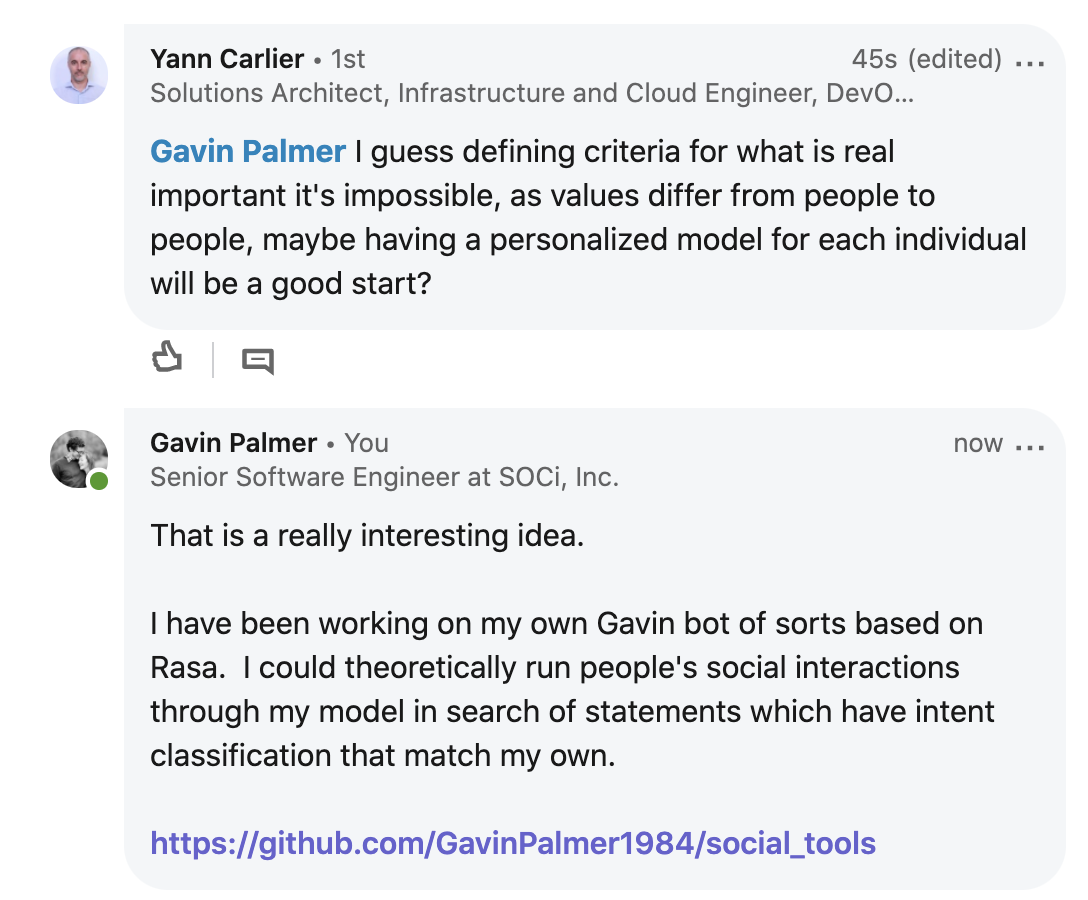 Yann Carlier • 1st
45s (edited) ...
Solutions Architect, Infrastructure and Cloud Engineer, DevO...
Gavin Palmer I guess defining criteria for what is real
important it's impossible, as values differ from people to
people, maybe having a personalized model for each individual
will be a good start?
Gavin Palmer • You
now ...
Senior Software Engineer at SOCi, Inc.
That is a really interesting idea.
I have been working on my own Gavin bot of sorts based on
Rasa.  I could theoretically run people's social interactions
through my model in search of statements which have intent
classification that match my own.
https://github.com/GavinPalmer1984/social_tools